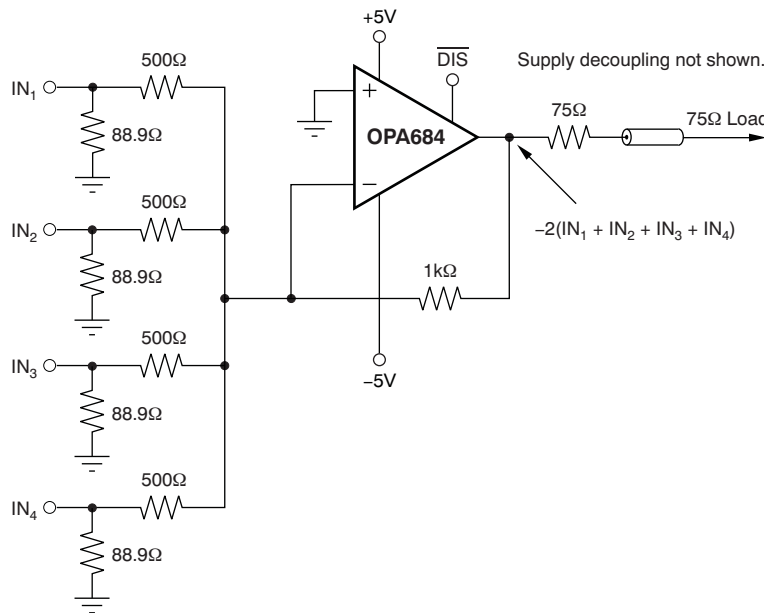 +5V
DIS
Supply decoupling not shown.
IN1
500Ω
88.9Ω
+
OPA684
−
75Ω
75Ω Load
IN2
500Ω
88.9Ω
−2(IN1 + IN2 + IN3 + IN4)
1kΩ
IN3
500Ω
88.9Ω
−5V
IN4
500Ω
88.9Ω